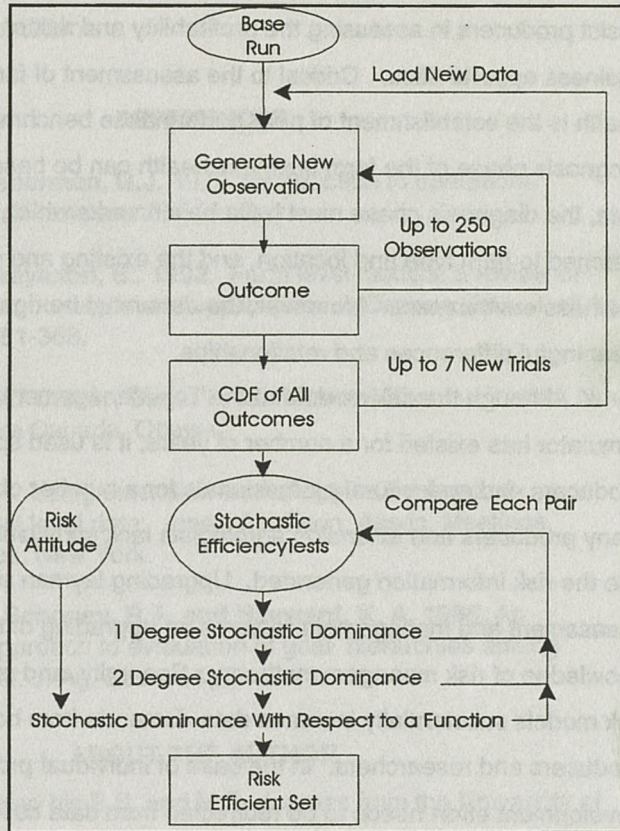 Base
Run
Load New Data
Generate New
Observation
Up to 250
Observations
Outcome
Up to 7 New Trials
CDF of All
Outcomes
Compare Each Pair
Risk
Attitude
Stochastic
EfficiencyTests
1 Degree Stochastic Dominance
2 Degree Stochastic Dominance
Stochastic Dominance With Respect to a Function
Risk
Efficient Set